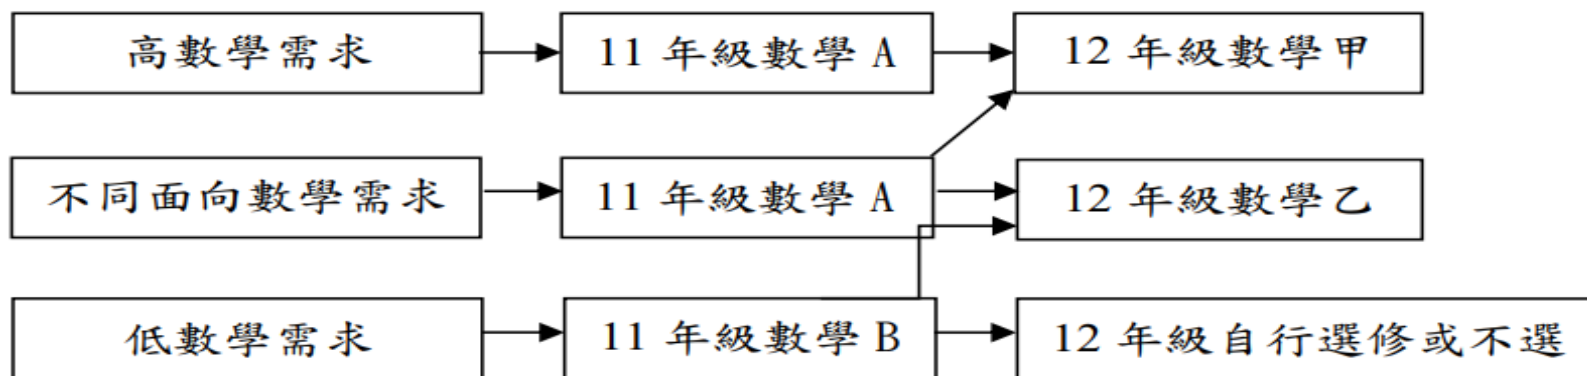 高數學需求
11 年級數學 A
12 年級數學甲
不同面向數學需求
11 年級數學 A
12 年級數學乙
低數學需求
11 年級數學 B
12 年級自行選修或不選